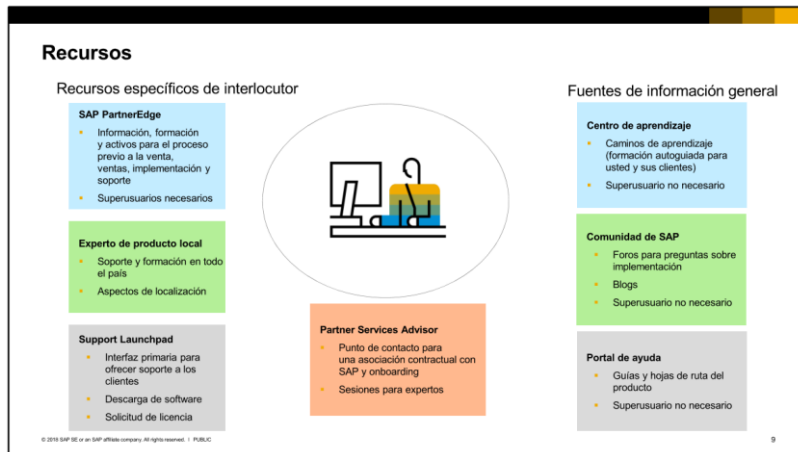 Recursos
Recursos específicos de interlocutor
SAP PartnerEdge
Información, formación
y activos para el proceso
previo a la venta,
ventas, implementación y
soporte
Superusuarios necesarios
Experto de producto local
Soporte y formación en todo
el país
Aspectos de localización
Support Launchpad
Interfaz primaria para
ofrecer soporte a los
clientes
Descarga de software
Solicitud de licencia
Partner Services Advisor
Punto de contacto para
una asociación contractual con
SAP y onboarding
Sesiones para expertos
Fuentes de información general
Centro de aprendizaje
Caminos de aprendizaje
(formación autoguiada para
usted y sus clientes)
Superusuario no necesario
Comunidad de SAP
Foros para preguntas sobre
implementación
Blogs
Superusuario no necesario
Portal de ayuda
Guías y hojas de ruta del
producto
Superusuario no necesario
© 2018 SAP SE or an SAP affiliate company. All rights reserved. I PUBLIC
9